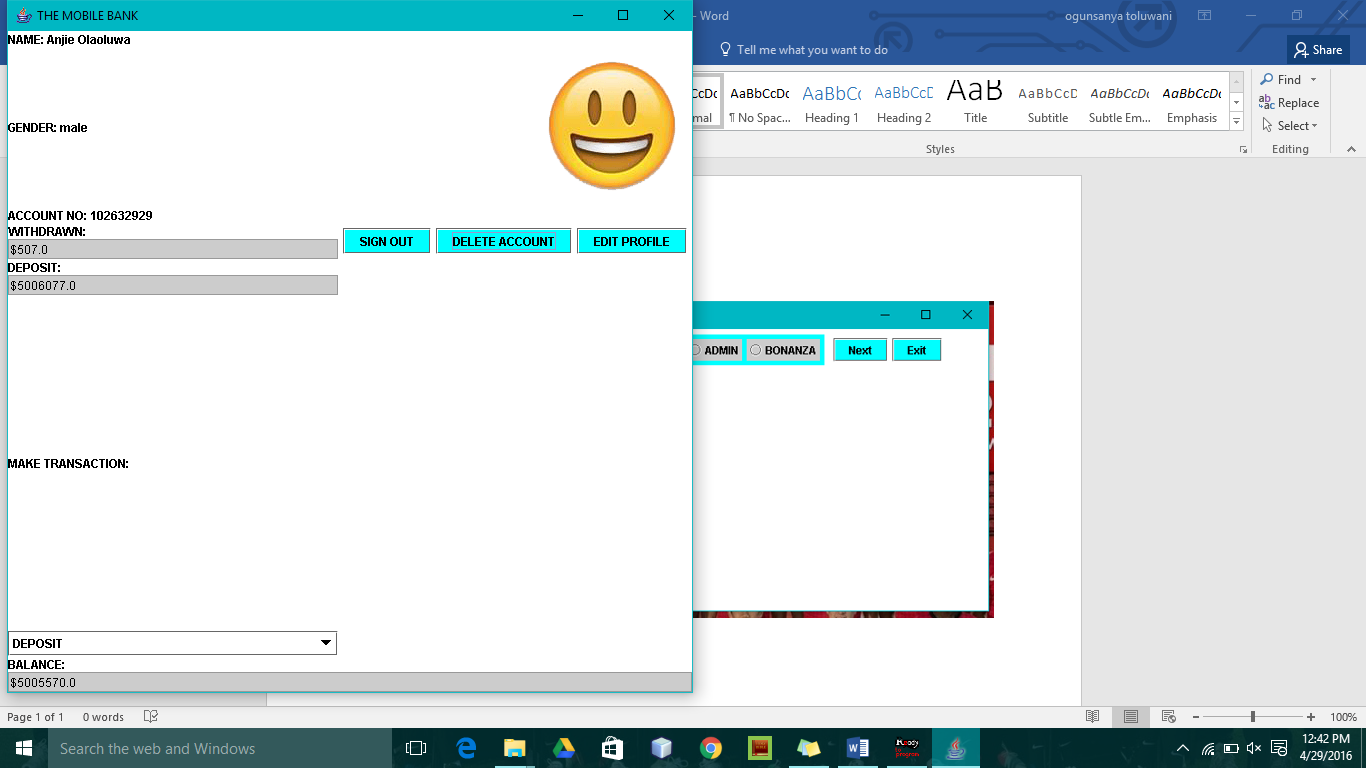 THE MOBILE BANK
NAME: Anjie Olaoluwa
GENDER: male
ACCOUNT NO: 102632929
WITHDRAWN:
$507.0
SIGN OUT
DELETE ACCOUNT
EDIT PROFILE
DEPOSIT:
$5006077.0
MAKE TRANSACTION:
DEPOSIT
BALANCE:
$5005570.0
- Word
ogunsanya toluwani
Tell me what you want to do
Share
AaBbCcDc AaBbCcDc AaBbCc AaBbCcD AaB AaBbCcD AaBbCcDc AaBbCcDc
mal ¶ No Spac... Heading 1 Heading 2 Title Subtitle Subtle Em... Emphasis
Styles
Find
Replace
Select
Editing
ADMIN BONANZA Next Exit
Page 1 of 1 0 words
100%
Search the web and Windows
12:42 PM
4/29/2016